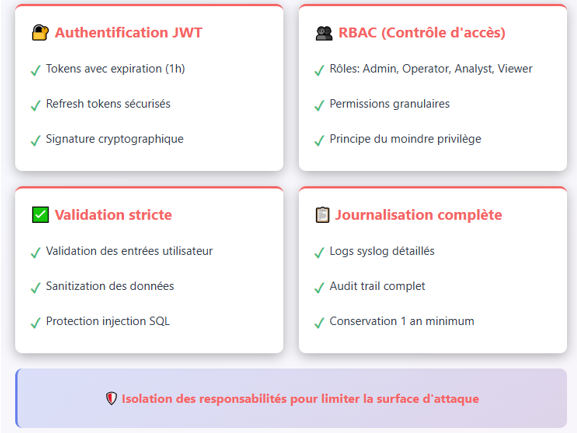 Authentification JWT
Tokens avec expiration (1h)
Refresh tokens sécurisés
Signature cryptographique
RBAC (Contrôle d'accès)
Rôles: Admin, Operator, Analyst, Viewer
Permissions granulaires
Principe du moindre privilège
Validation stricte
Validation des entrées utilisateur
Sanitization des données
Protection injection SQL
Journalisation complète
Logs syslog détaillés
Audit trail complet
Conservation 1 an minimum
Isolation des responsabilités pour limiter la surface d'attaque